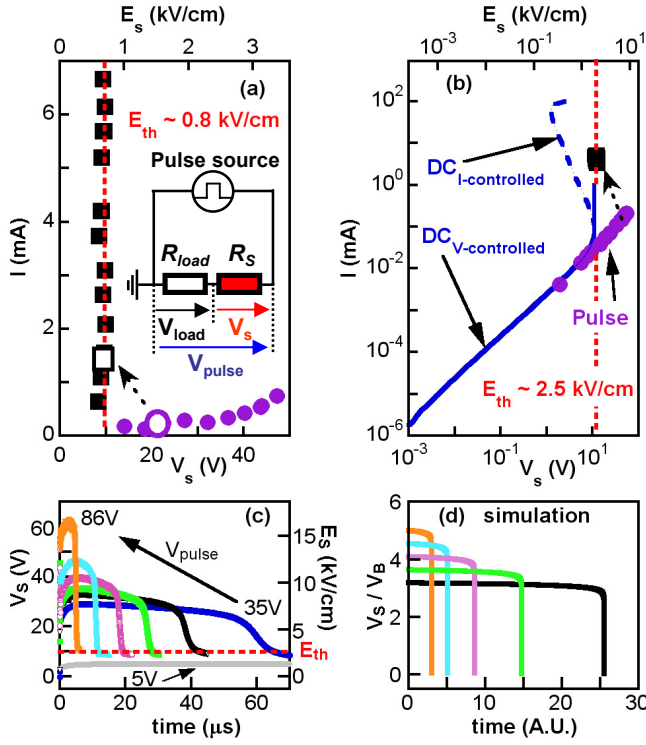 E_s (kV/cm)
0 1 2 3
(a)
E_th ~ 0.8 kV/cm
Pulse source
R_load R_S
V_load V_s
V_pulse
I (mA)
6
4
2
0
0 20 40
V_s (V)
E_s (kV/cm)
10^-3 10^-1 10^1
(b)
DC_I-controlled
DC_V-controlled
Pulse
E_th ~ 2.5 kV/cm
I (mA)
10^2
10^0
10^-2
10^-4
10^-6
10^-3 10^-1 10^1
V_s (V)
(c)
86V
V_pulse
35V
5V
E_th
V_S (V)
60
50
30
10
0
E_s (kV/cm)
15
10
5
0
0 20 40 60
time (μs)
(d) simulation
V_S / V_B
6
4
2
0
0 10 20 30
time (A.U.)